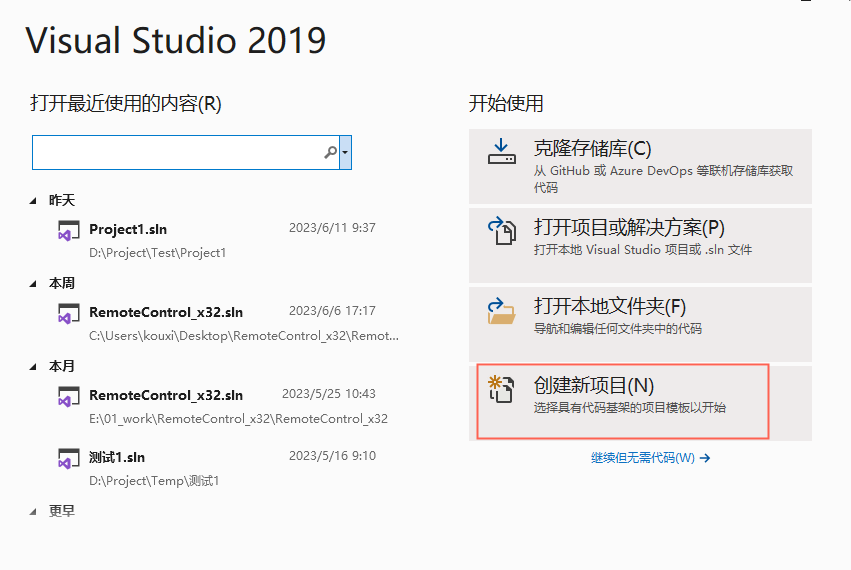 Visual Studio 2019
打开最近使用的内容(R)
昨天
Project1.sln 2023/6/11 9:37
D:\Project\Test\Project1
本周
RemoteControl_x32.sln 2023/6/6 17:17
C:\Users\kouxi\Desktop\RemoteControl_x32\Remot...
本月
RemoteControl_x32.sln 2023/5/25 10:43
E:\01_work\RemoteControl_x32\RemoteControl_x32
测试1.sln 2023/5/16 9:10
D:\Project\Temp\测试1
更早
开始使用
克隆存储库(C)
从 GitHub 或 Azure DevOps 等联机存储库获取
代码
打开项目或解决方案(P)
打开本地 Visual Studio 项目或 .sln 文件
打开本地文件夹(F)
导航和编辑任何文件夹中的代码
创建新项目(N)
选择具有代码基架的项目模板以开始
继续但无需代码(W) →